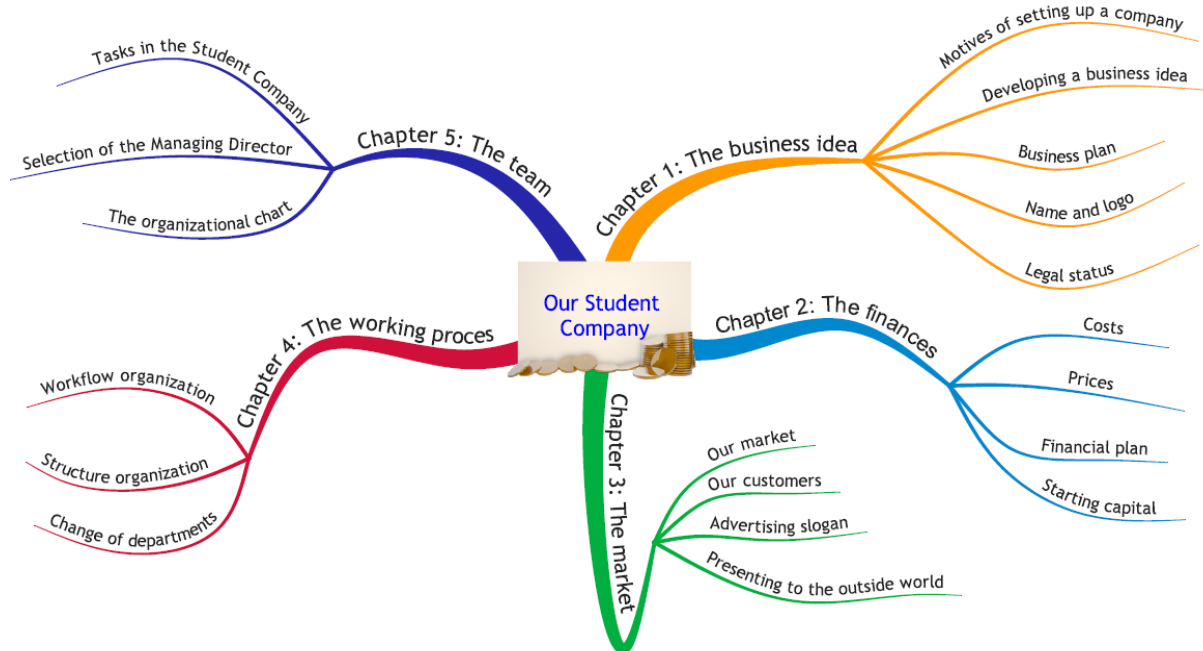 Our Student
Company
Chapter 1: The business idea
Motives of setting up a company
Developing a business idea
Business plan
Name and logo
Legal status
Chapter 2: The finances
Costs
Prices
Financial plan
Starting capital
Chapter 3: The market
Our market
Our customers
Advertising slogan
Presenting to the outside world
Chapter 4: The working proces
Workflow organization
Structure organization
Change of departments
Chapter 5: The team
Tasks in the Student Company
Selection of the Managing Director
The organizational chart